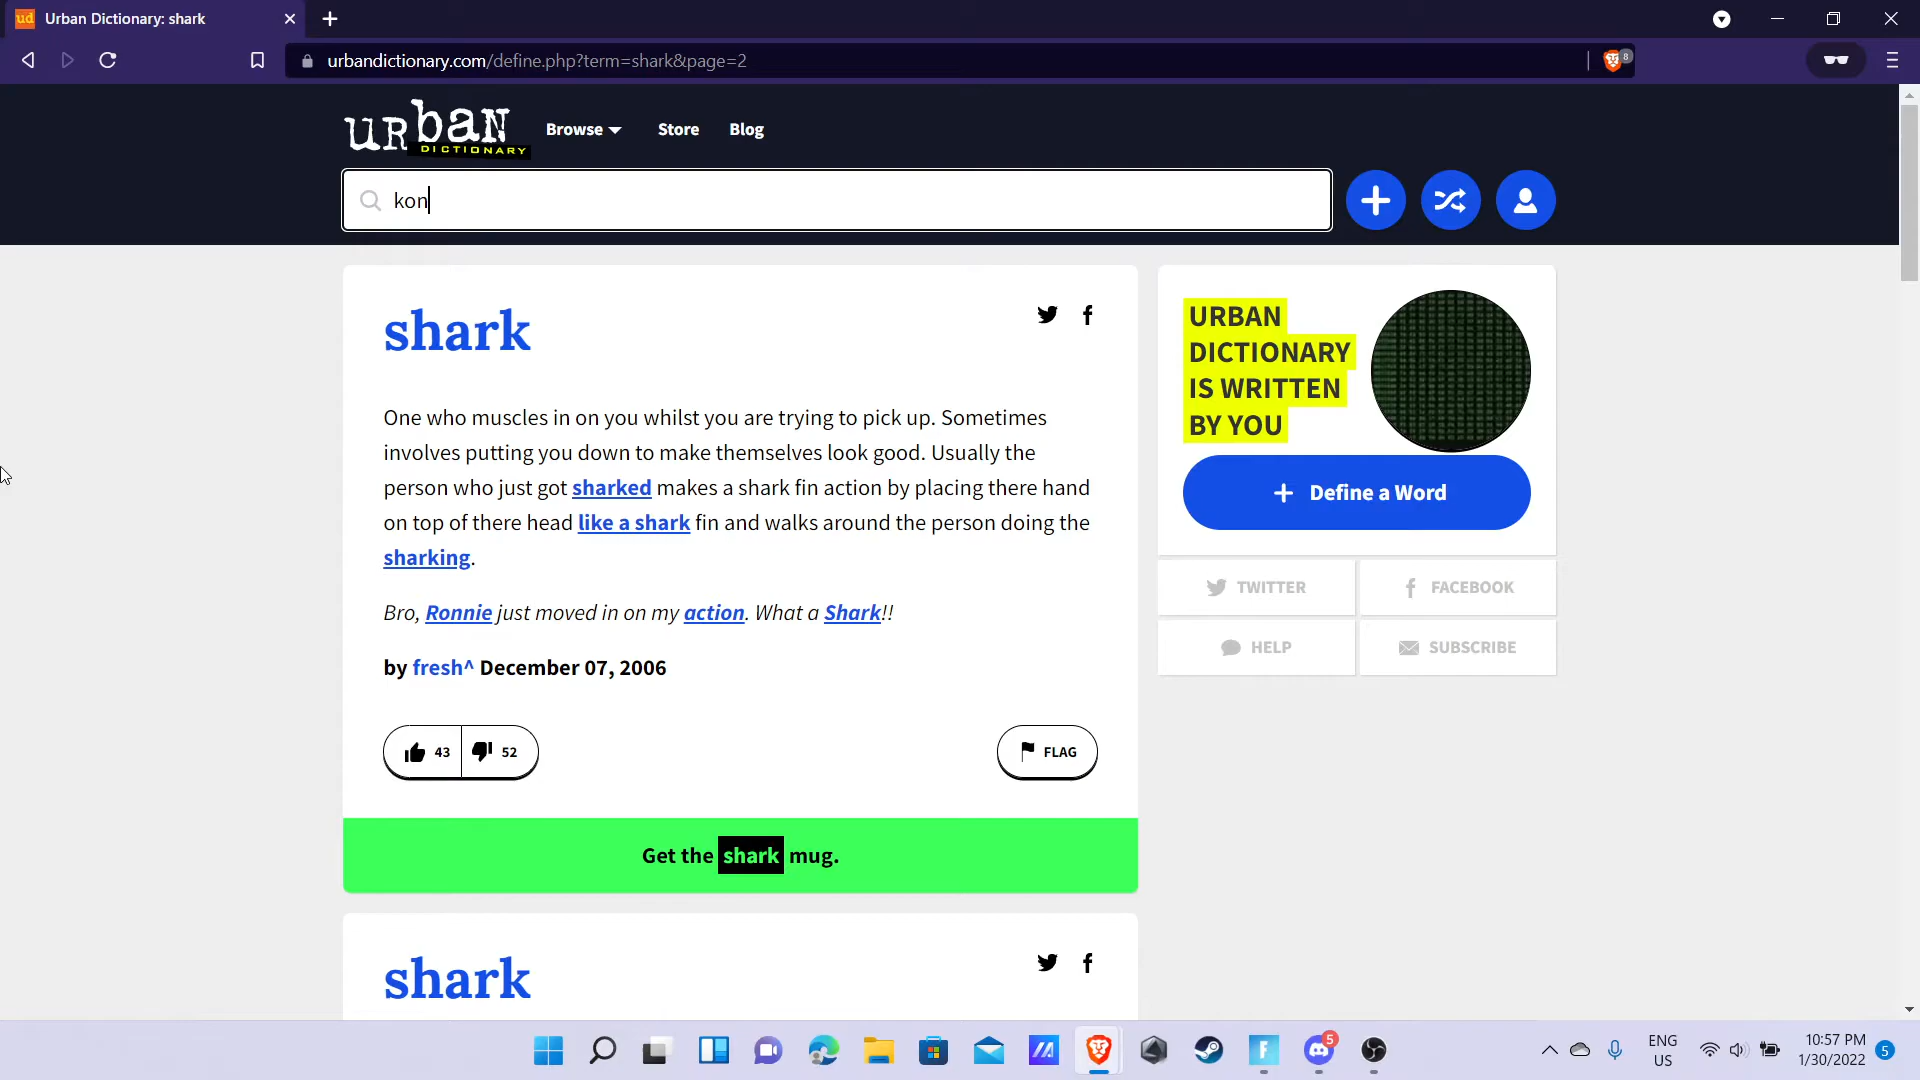 ud Urban Dictionary: shark
urbandictionary.com/define.php?term=shark&page=2
8
urban
DICTIONARY
Browse
Store
Blog
kon
shark
One who muscles in on you whilst you are trying to pick up. Sometimes
involves putting you down to make themselves look good. Usually the
person who just got sharked makes a shark fin action by placing there hand
on top of there head like a shark fin and walks around the person doing the
sharking.
Bro, Ronnie just moved in on my action. What a Shark!!
by fresh^ December 07, 2006
43
52
FLAG
Get the shark mug.
shark
URBAN
DICTIONARY
IS WRITTEN
BY YOU
Define a Word
TWITTER
FACEBOOK
HELP
SUBSCRIBE
5
ENG
US
10:57 PM
1/30/2022
5